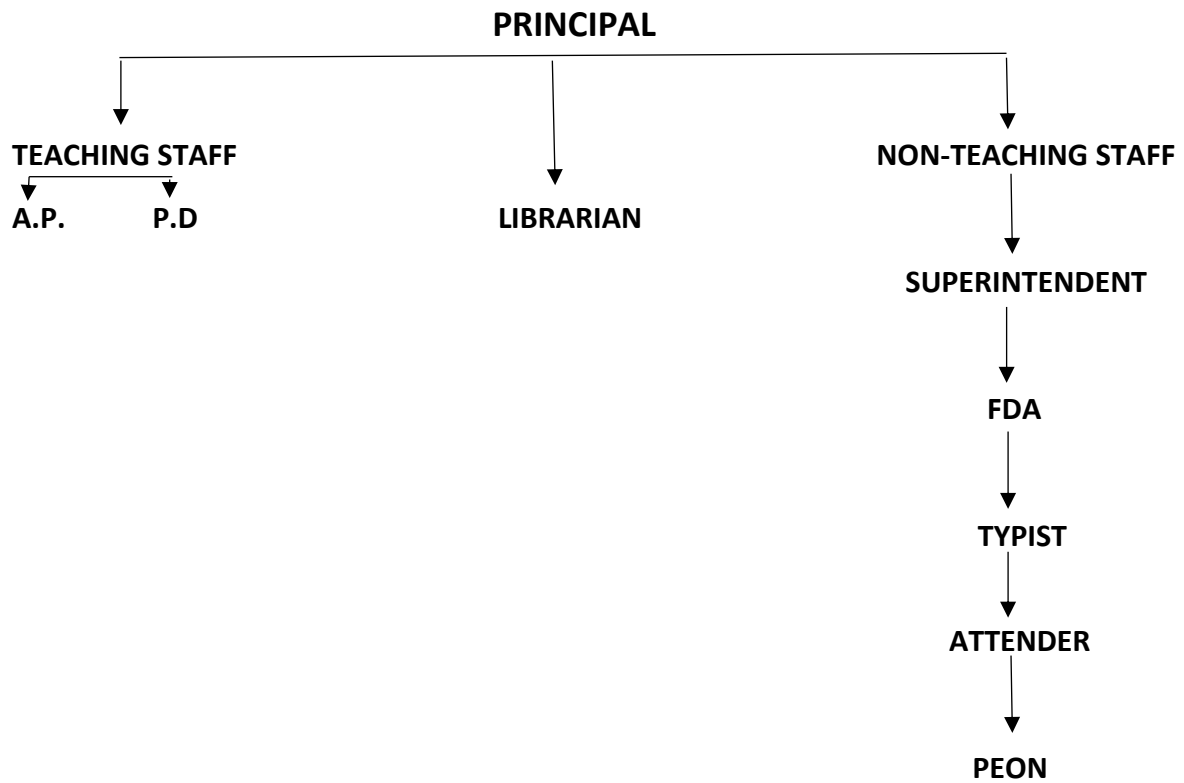 PRINCIPAL
TEACHING STAFF
NON-TEACHING STAFF
A.P.
P.D
LIBRARIAN
SUPERINTENDENT
FDA
TYPIST
ATTENDER
PEON